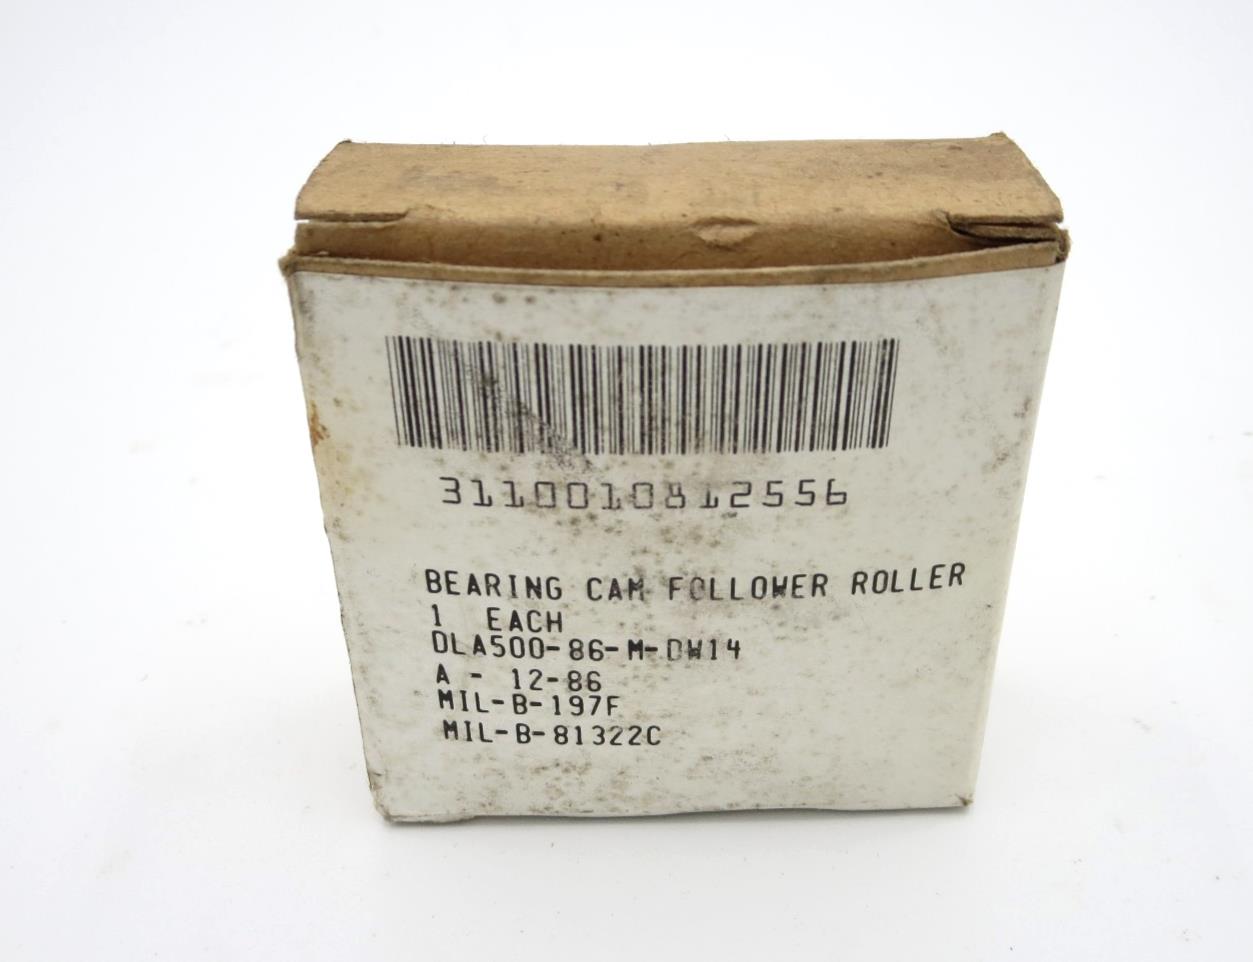 3110010812556
BEARING CAM FOLLOWER ROLLER
1 EACH
DLA500-86-M-DW14
A - 12-86
MIL-B-197F
MIL-B-81322C